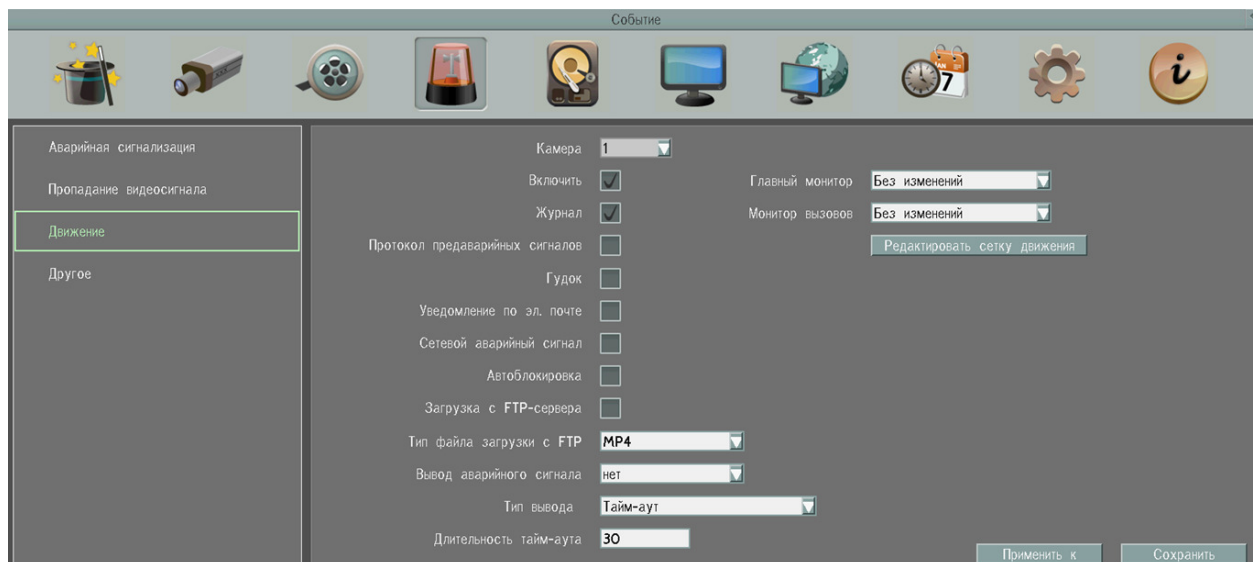 Событие
7
i
Аварийная сигнализация
Пропадание видеосигнала
Движение
Другое
Камера 1
Включить
Главный монитор Без изменений
Журнал
Монитор вызовов Без изменений
Протокол предаварийных сигналов
Редактировать сетку движения
Гудок
Уведомление по эл. почте
Сетевой аварийный сигнал
Автоблокировка
Загрузка с FTP-сервера
Тип файла загрузки с FTP MP4
Вывод аварийного сигнала нет
Тип вывода Тайм-аут
Длительность тайм-аута 30
Применить к
Сохранить